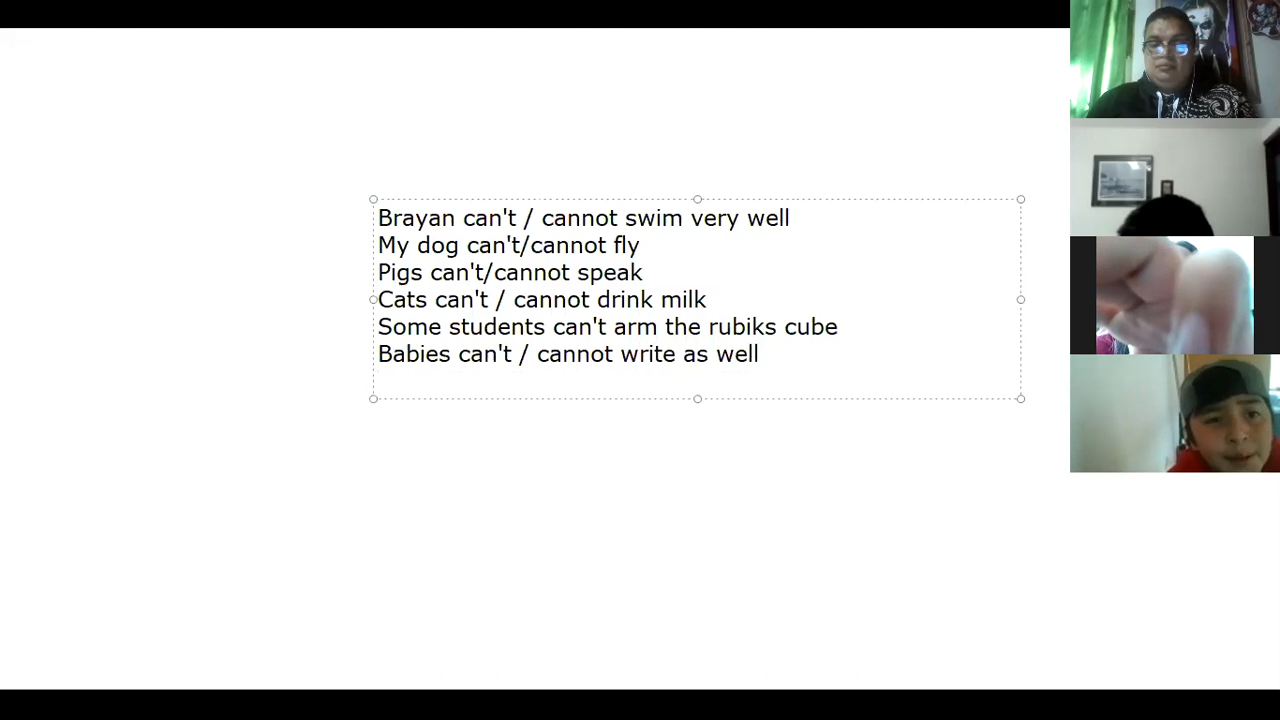 Brayan can't / cannot swim very well
My dog can't/cannot fly
Pigs can't/cannot speak
Cats can't / cannot drink milk
Some students can't arm the rubiks cube
Babies can't / cannot write as well